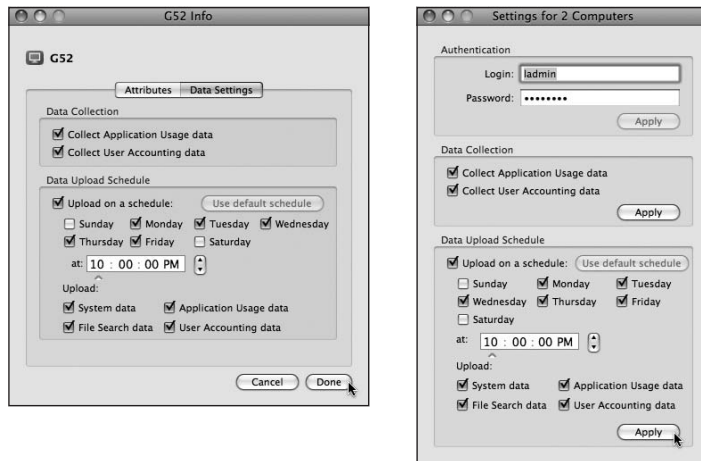 G52 Info
G52
Attributes Data Settings
Data Collection
Collect Application Usage data
Collect User Accounting data
Data Upload Schedule
Upload on a schedule: Use default schedule
Sunday Monday Tuesday Wednesday
Thursday Friday Saturday
at: 10 : 00 : 00 PM
Upload:
System data Application Usage data
File Search data User Accounting data
Cancel Done
Settings for 2 Computers
Authentication
Login: ladmin
Password: ••••••••
Apply
Data Collection
Collect Application Usage data
Collect User Accounting data
Apply
Data Upload Schedule
Upload on a schedule: Use default schedule
Sunday Monday Tuesday
Wednesday Thursday Friday
Saturday
at: 10 : 00 : 00 PM
Upload:
System data Application Usage data
File Search data User Accounting data
Apply